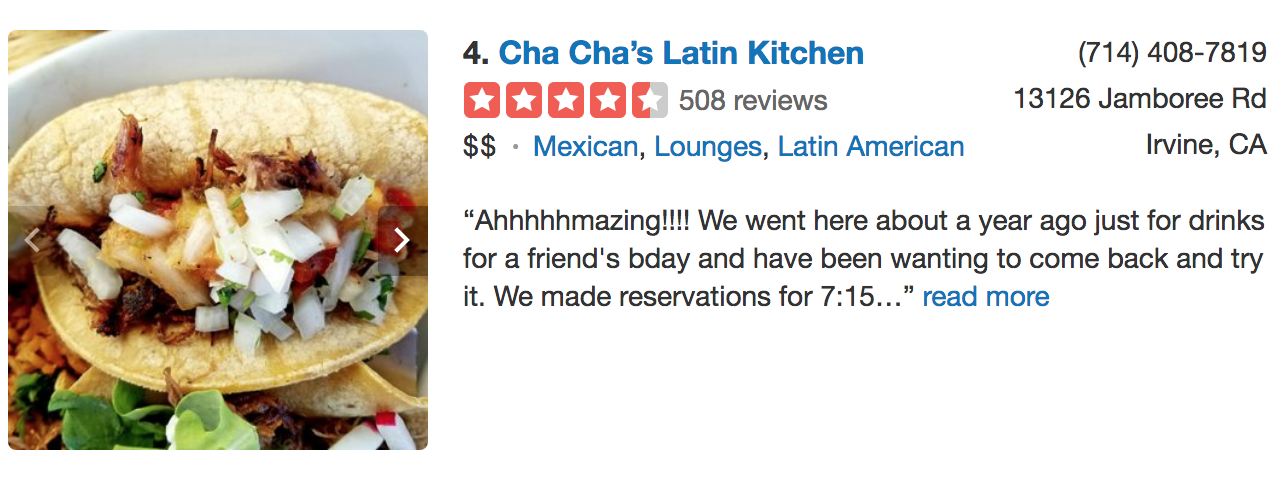 4. Cha Cha’s Latin Kitchen
508 reviews
$$ · Mexican, Lounges, Latin American
(714) 408-7819
13126 Jamboree Rd
Irvine, CA
“Ahhhhhmazing!!!! We went here about a year ago just for drinks
for a friend's bday and have been wanting to come back and try
it. We made reservations for 7:15…” read more